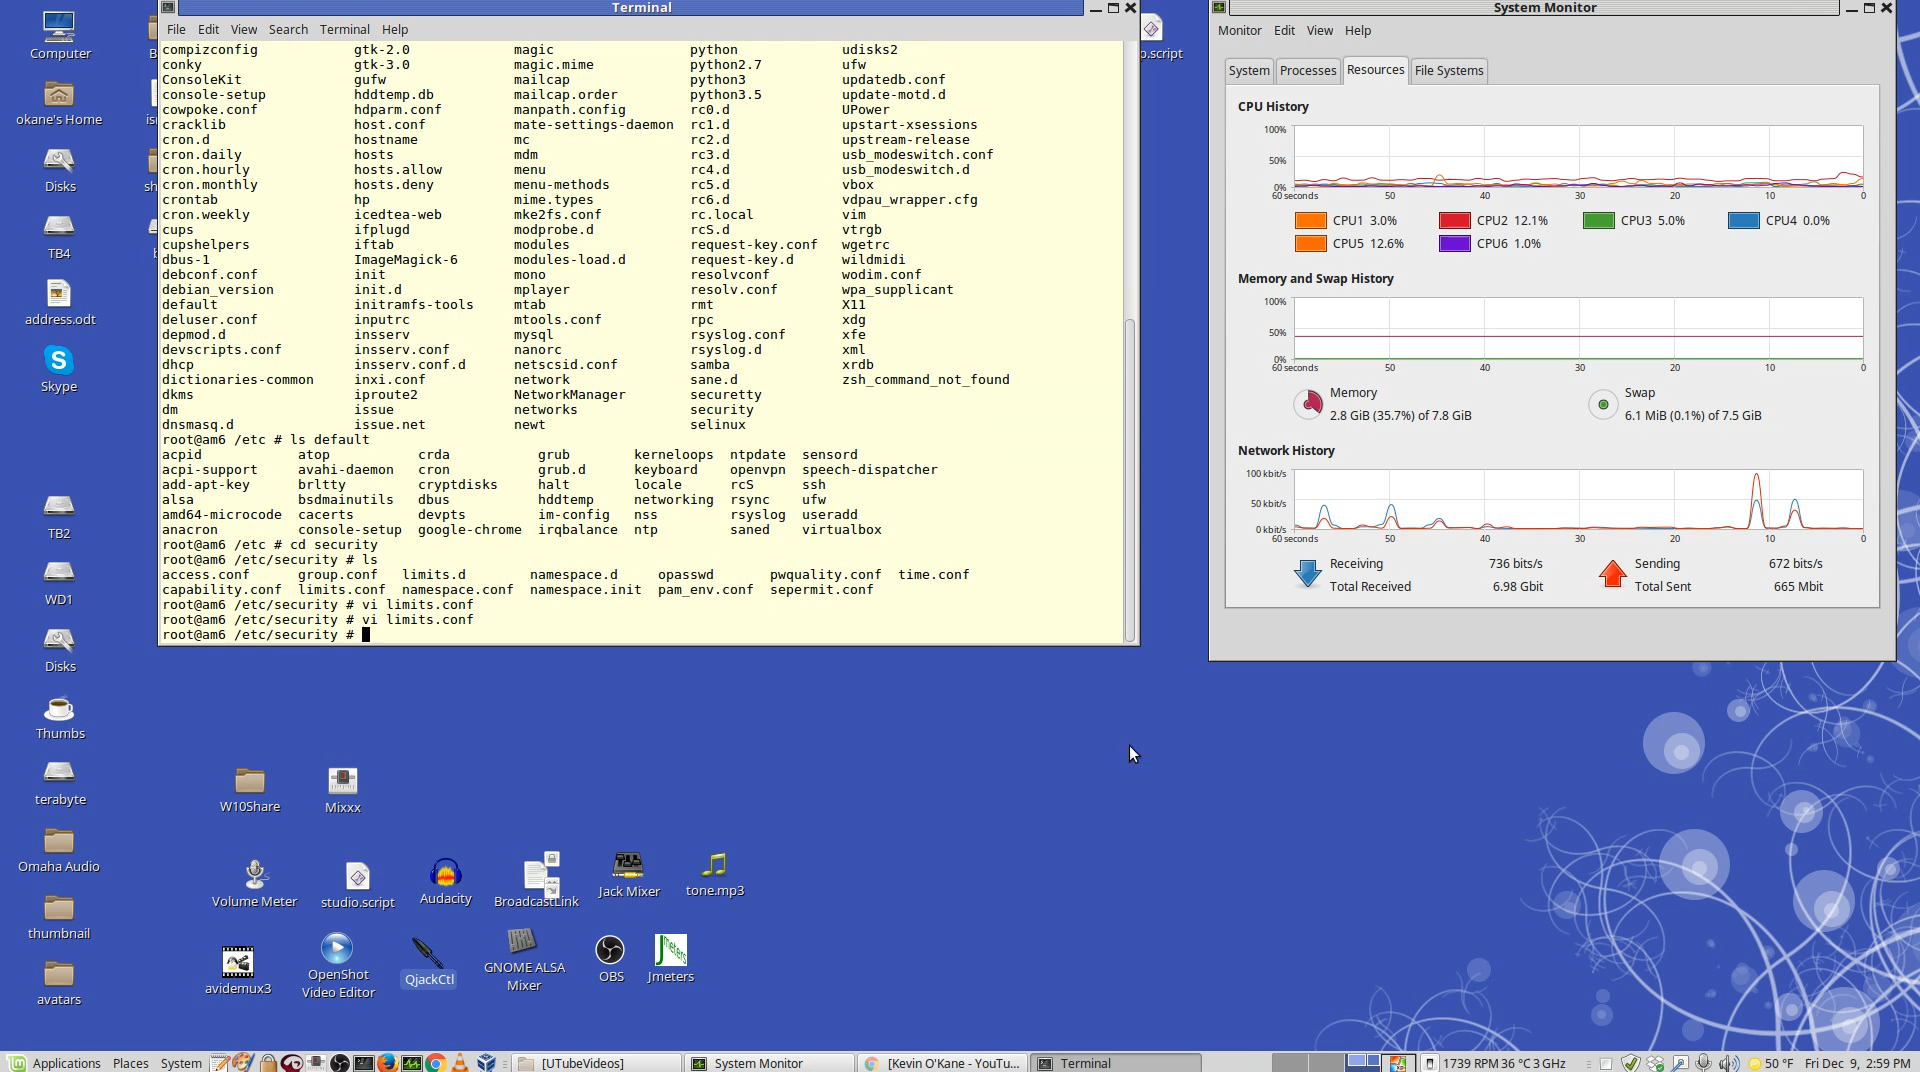 Terminal
File Edit View Search Terminal Help
compizconfig gtk-2.0 magic python udisks2
conky gtk-3.0 magic.mime python2.7 ufw
ConsoleKit gufw mailcap python3 updatedb.conf
console-setup hddtemp.db mailcap.order python3.5 update-motd.d
cowpoke.conf hdparm.conf manpath.config rc0.d UPower
cracklib host.conf mate-settings-daemon rc1.d upstart-xsessions
cron.d hostname mc rc2.d upstream-release
cron.daily hosts mdm rc3.d usb_modeswitch.conf
cron.hourly hosts.allow menu rc4.d usb_modeswitch.d
cron.monthly hosts.deny menu-methods rc5.d vbox
crontab hp mime.types rc6.d vdpau_wrapper.cfg
cron.weekly icedtea-web mke2fs.conf rc.local vim
cups ifplugd modprobe.d rcS.d vtrgb
cupshelpers iftab modules request-key.conf wgetrc
dbus-1 ImageMagick-6 modules-load.d request-key.d wildmidi
debconf.conf init mono resolvconf wodim.conf
debian_version init.d mplayer resolv.conf wpa_supplicant
default initramfs-tools mtab rmt X11
deluser.conf inputrc mtools.conf rpc xdg
depmod.d insserv mysql rsyslog.conf xfe
devscripts.conf insserv.conf nanorc rsyslog.d xml
dhcp insserv.conf.d netscsid.conf samba xrdb
dictionaries-common inxi.conf network sane.d zsh_command_not_found
dkms iproute2 NetworkManager securetty
dm issue networks security
dnsmasq.d issue.net newt selinux
root@am6 /etc # ls default
acpid atop crda grub kerneloops ntpdate sensord
acpi-support avahi-daemon cron grub.d keyboard openvpn speech-dispatcher
add-apt-key brltty cryptdisks halt locale rcS ssh
alsa bsdmainutils dbus hddtemp networking rsync ufw
amd64-microcode cacerts devpts im-config nss rsyslog useradd
anacron console-setup google-chrome irqbalance ntp saned virtualbox
root@am6 /etc # cd security
root@am6 /etc/security # ls
access.conf group.conf limits.d namespace.d opasswd pwquality.conf time.conf
capability.conf limits.conf namespace.conf namespace.init pam_env.conf sepermit.conf
root@am6 /etc/security # vi limits.conf
root@am6 /etc/security # vi limits.conf
root@am6 /etc/security #
System Monitor
Monitor Edit View Help
System Processes Resources File Systems
CPU History
100%
50%
0%
60 seconds 50 40 30 20 10 0
CPU1 3.0% CPU2 12.1% CPU3 5.0% CPU4 0.0%
CPU5 12.6% CPU6 1.0%
Memory and Swap History
100%
50%
0%
60 seconds 50 40 30 20 10 0
Memory
2.8 GiB (35.7%) of 7.8 GiB
Swap
6.1 MiB (0.1%) of 7.5 GiB
Network History
100 kbit/s
50 kbit/s
0 kbit/s
60 seconds 50 40 30 20 10 0
Receiving 736 bits/s Sending 672 bits/s
Total Received 6.98 Gbit Total Sent 665 Mbit
Computer
okane's Home
Disks
TB4
address.odt
Skype
TB2
WD1
Disks
Thumbs
terabyte
Omaha Audio
thumbnail
avatars
p.script
W10Share Mixxx
Volume Meter studio.script Audacity BroadcastLink Jack Mixer tone.mp3
avidemux3 OpenShot Video Editor QjackCtl GNOME ALSA Mixer OBS Jmeters
Applications Places System [UTubeVideos] System Monitor [Kevin O'Kane - YouTu... Terminal 1739 RPM 36 °C 3 GHz 50 °F Fri Dec 9, 2:59 PM